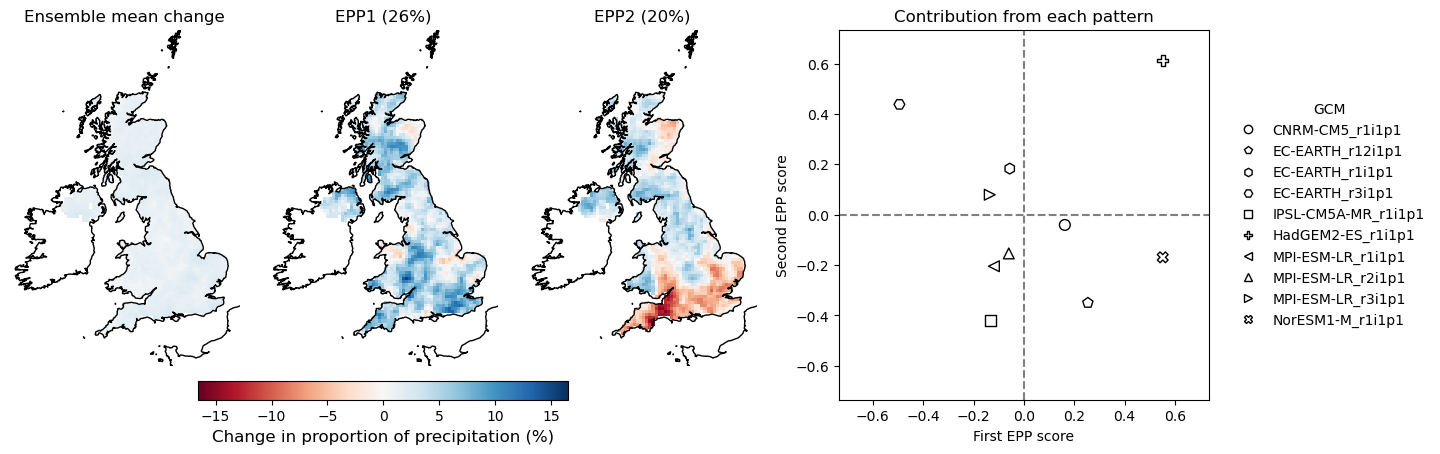 Ensemble mean change
EPP1 (26%)
EPP2 (20%)
−15 −10 −5 0 5 10 15
Change in proportion of precipitation (%)
Contribution from each pattern
Second EPP score
0.6
0.4
0.2
0.0
−0.2
−0.4
−0.6
−0.6 −0.4 −0.2 0.0 0.2 0.4 0.6
First EPP score
GCM
CNRM-CM5_r1i1p1
EC-EARTH_r12i1p1
EC-EARTH_r1i1p1
EC-EARTH_r3i1p1
IPSL-CM5A-MR_r1i1p1
HadGEM2-ES_r1i1p1
MPI-ESM-LR_r1i1p1
MPI-ESM-LR_r2i1p1
MPI-ESM-LR_r3i1p1
NorESM1-M_r1i1p1